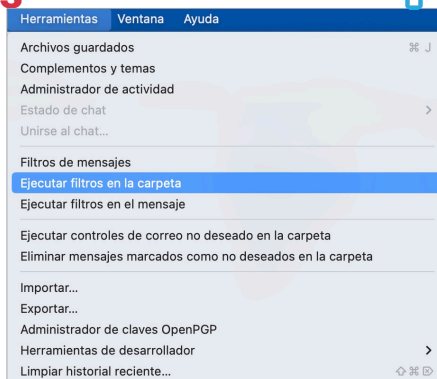 Herramientas Ventana Ayuda
Archivos guardados ⌘ J
Complementos y temas
Administrador de actividad
Estado de chat >
Unirse al chat...
Filtros de mensajes
Ejecutar filtros en la carpeta
Ejecutar filtros en el mensaje
Ejecutar controles de correo no deseado en la carpeta
Eliminar mensajes marcados como no deseados en la carpeta
Importar...
Exportar...
Administrador de claves OpenPGP
Herramientas de desarrollador >
Limpiar historial reciente... ⇧ ⌘ ⌦